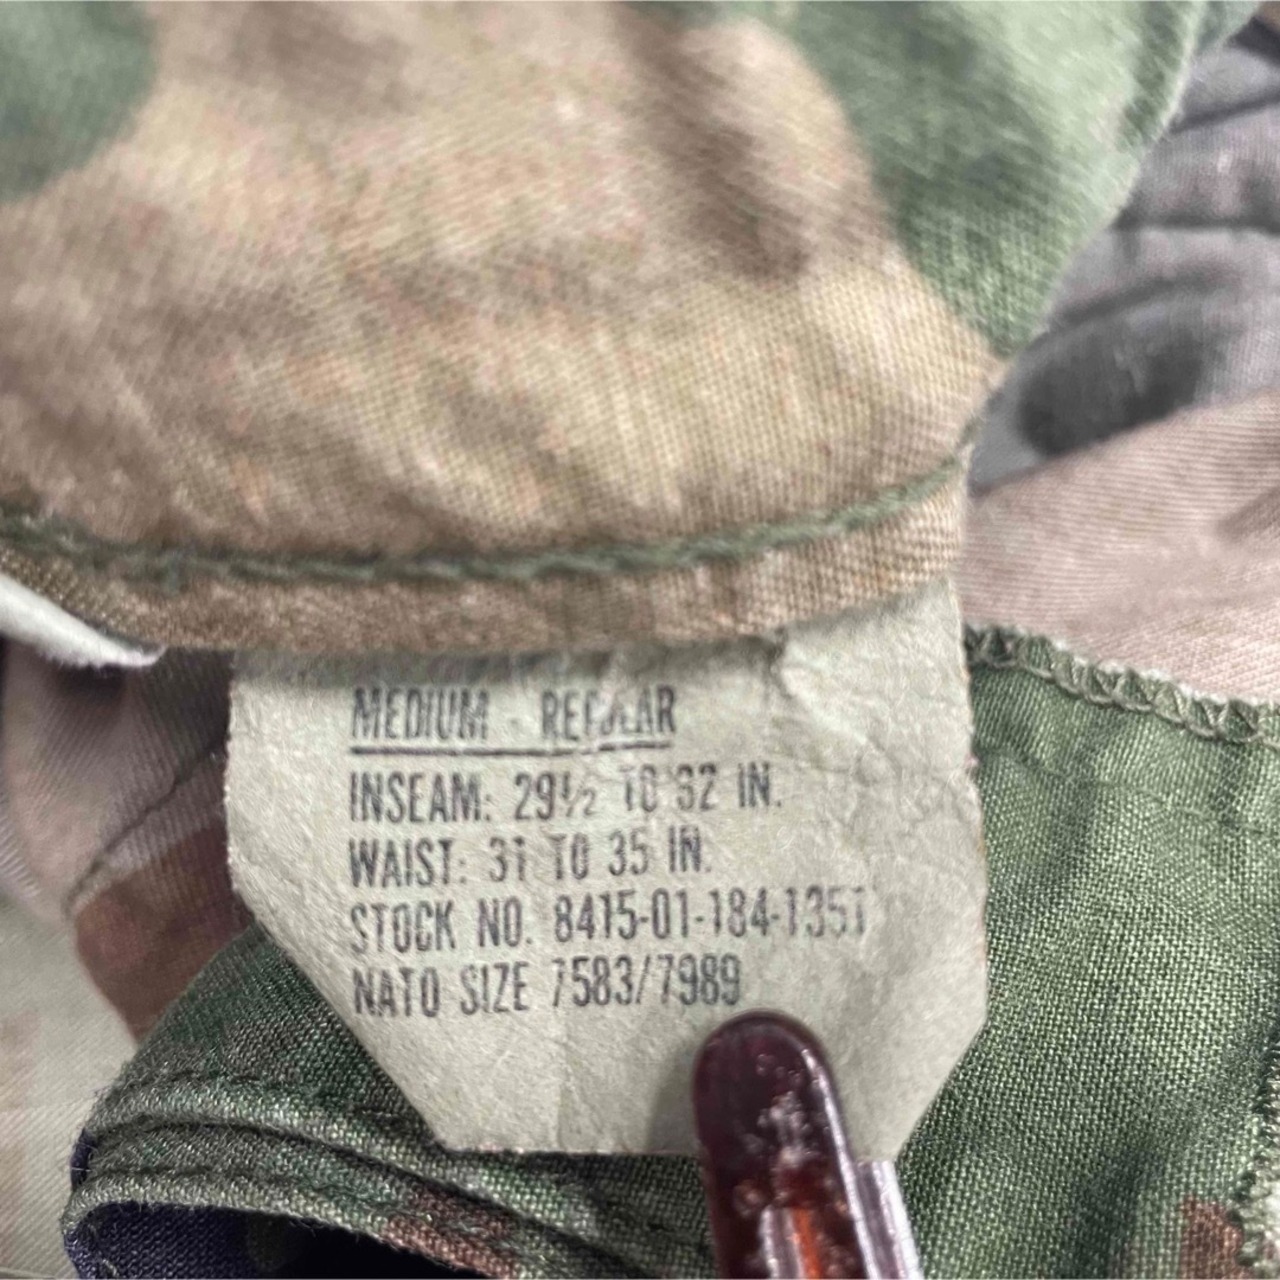 MEDIUM - REGULAR
INSEAM: 29½ TO 32 IN.
WAIST: 31 TO 35 IN.
STOCK NO. 8415-01-184-1351
NATO SIZE 7583/7989